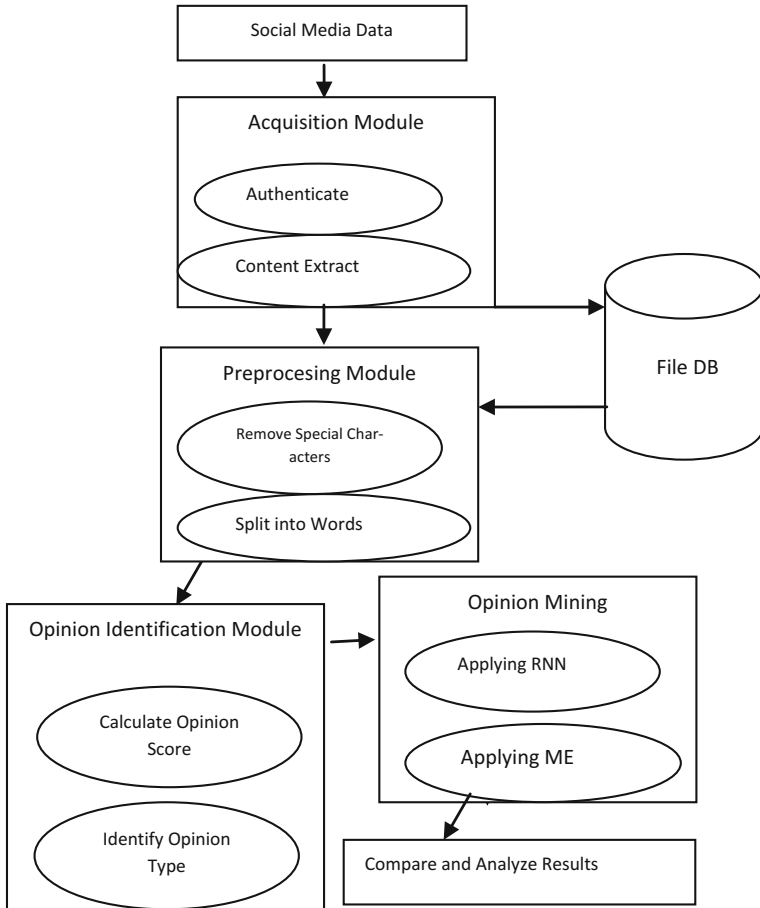 Social Media Data
Acquisition Module
Authenticate
Content Extract
File DB
Preprocesing Module
Remove Special Char-
acters
Split into Words
Opinion Identification Module
Calculate Opinion
Score
Identify Opinion
Type
Opinion Mining
Applying RNN
Applying ME
Compare and Analyze Results